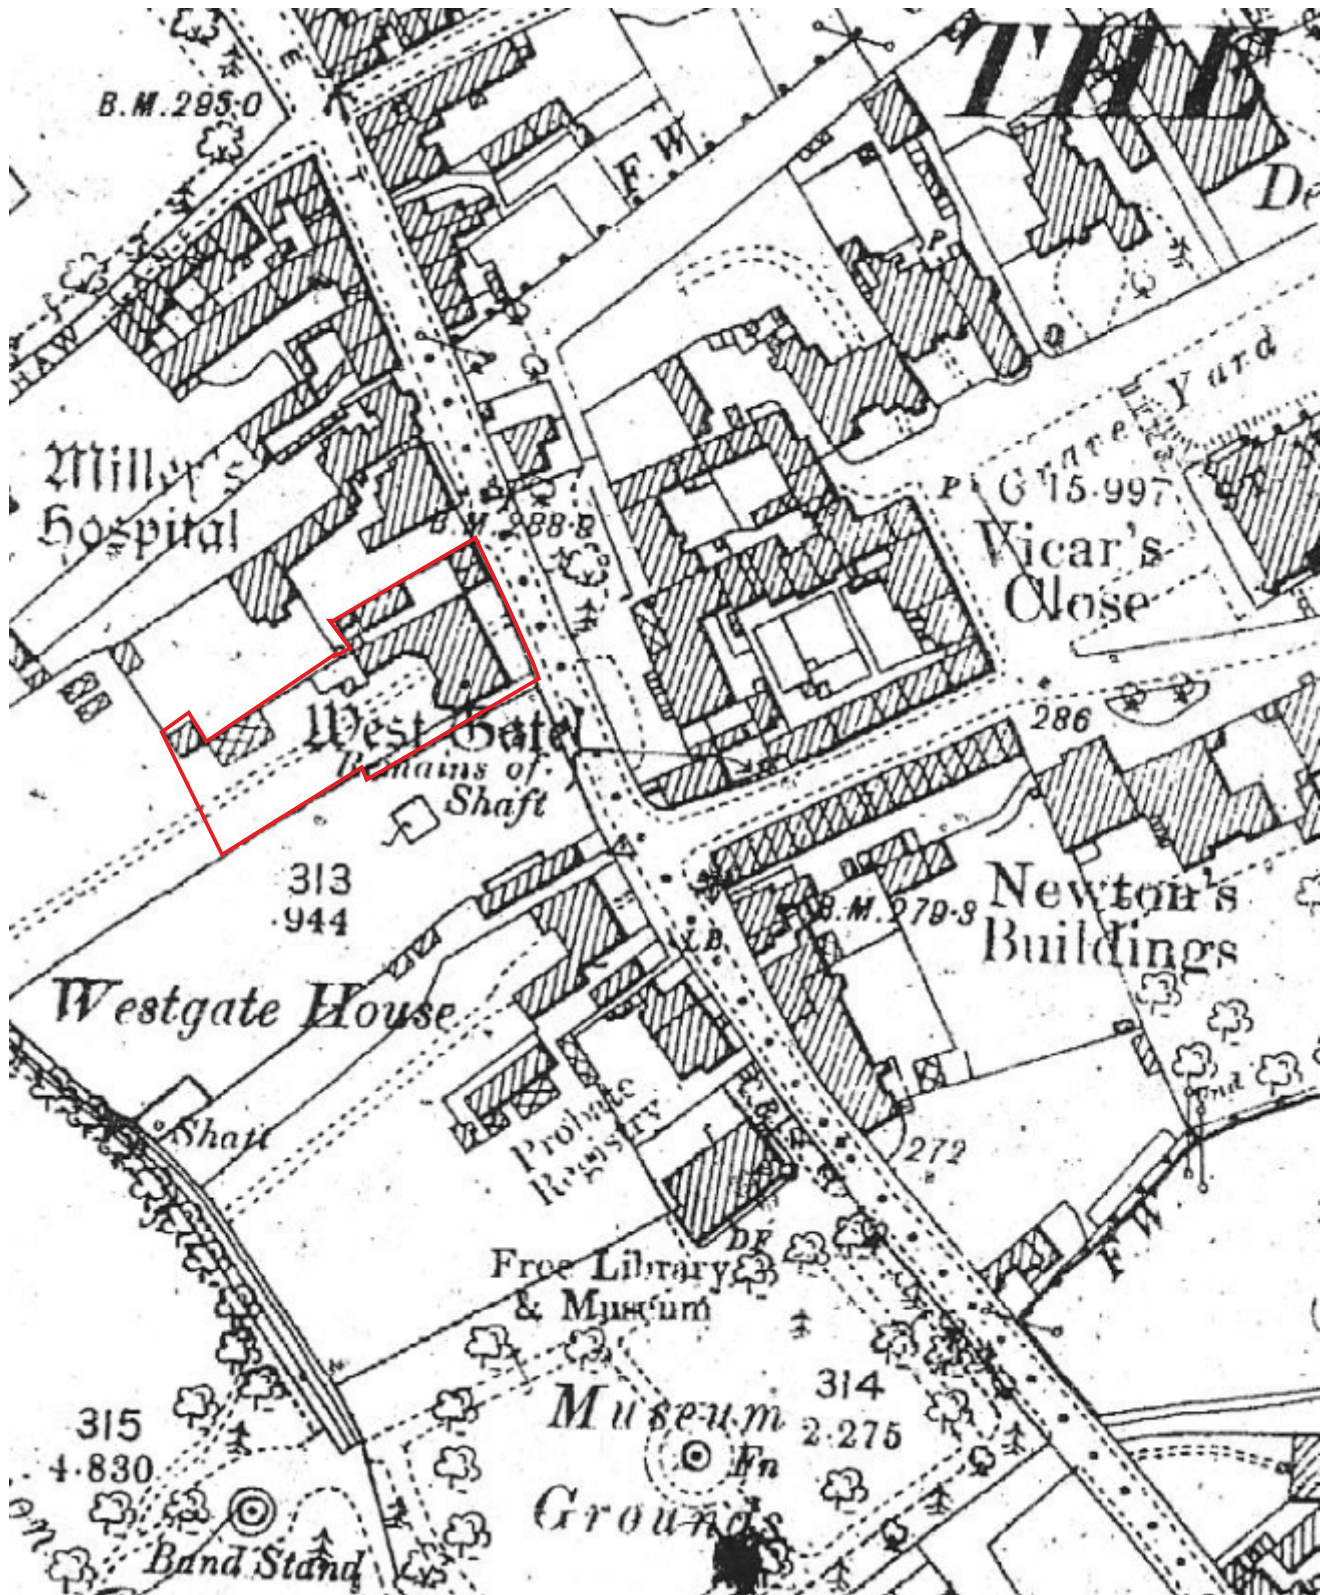 B.M.295·0
THE
F.W
De
HAW
P
Yard
Miller's
Hospital
B.M.288·8
P
G
15·997
Vicar's
Close
West Gate
Remains of
Shaft
286
313
·944
Newton's
Buildings
B.M.279·8
L.B.
Westgate House
Shaft
Probate
Registry
272
F.W.
D.F.
Free Library
& Museum
314
2·275
Museum
Fn
Grounds
315
4·830
Band Stand